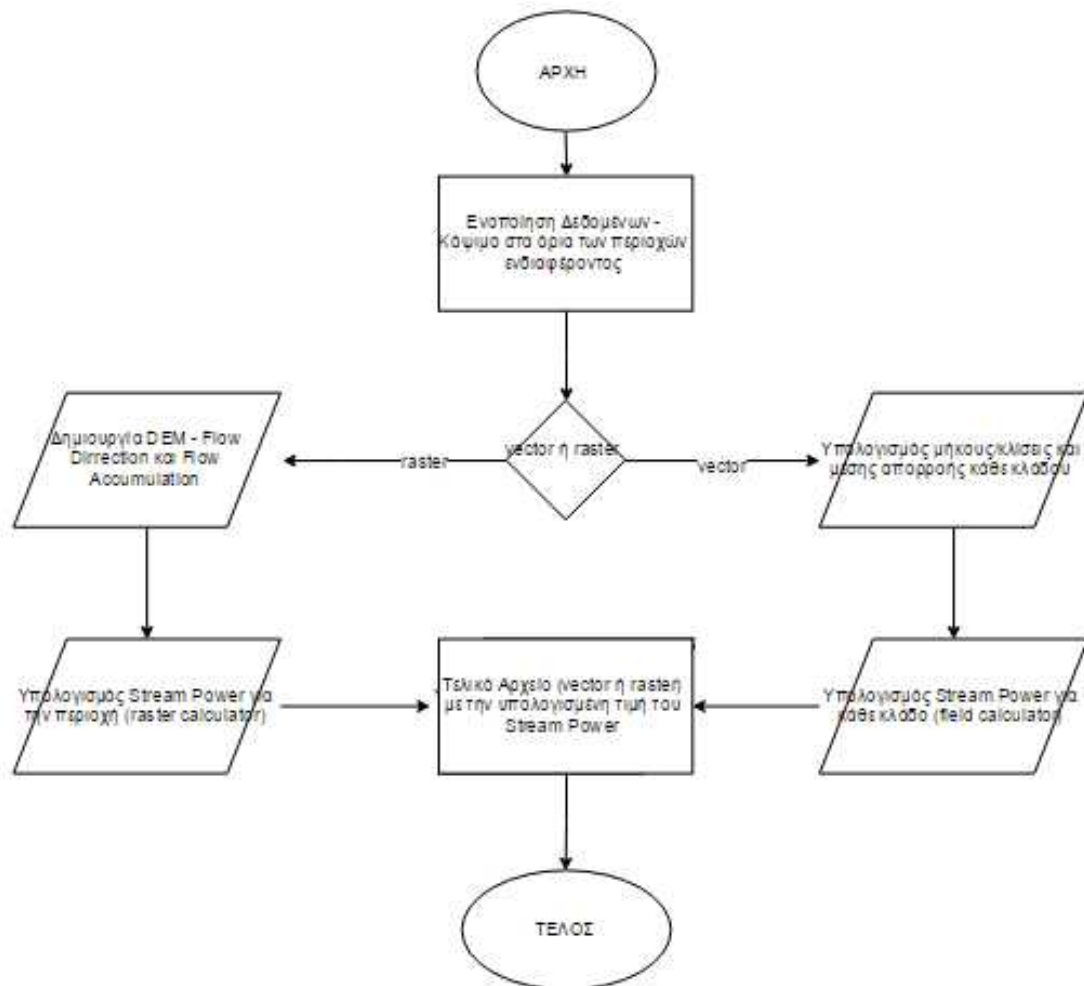 ΑΡΧΗ
Ενοποίηση Δεδομένων -
Κόψιμο στα όρια των περιοχών
ενδιαφέροντος
vector ή raster
raster
vector
Δημιουργία DEM - Flow
Dirrection και Flow
Accumulation
Υπολογισμός μήκους/κλίσεις και
μέσης απορροής κάθε κλάδου
Υπολογισμός Stream Power για
την περιοχή (raster calculator)
Τελικό Αρχείο (vector ή raster)
με την υπολογισμένη τιμή του
Stream Power
Υπολογισμός Stream Power για
κάθε κλάδο (field calculator)
ΤΕΛΟΣ